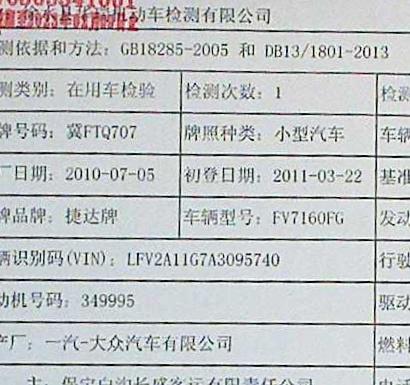 机动车检测有限公司
测依据和方法：GB18285-2005 和 DB13/1801-2013
测类别：在用车检验 检测次数：1 检测
牌号码：冀FTQ707 牌照种类：小型汽车 车辆
厂日期：2010-07-05 初登日期：2011-03-22 基准
牌品牌：捷达牌 车辆型号：FV7160FG 发动
辆识别码(VIN)：LFV2A11G7A3095740 行驶
动机号码：349995 驱动
产厂：一汽-大众汽车有限公司 燃料
主：保定白沟长盛客运有限责任公司